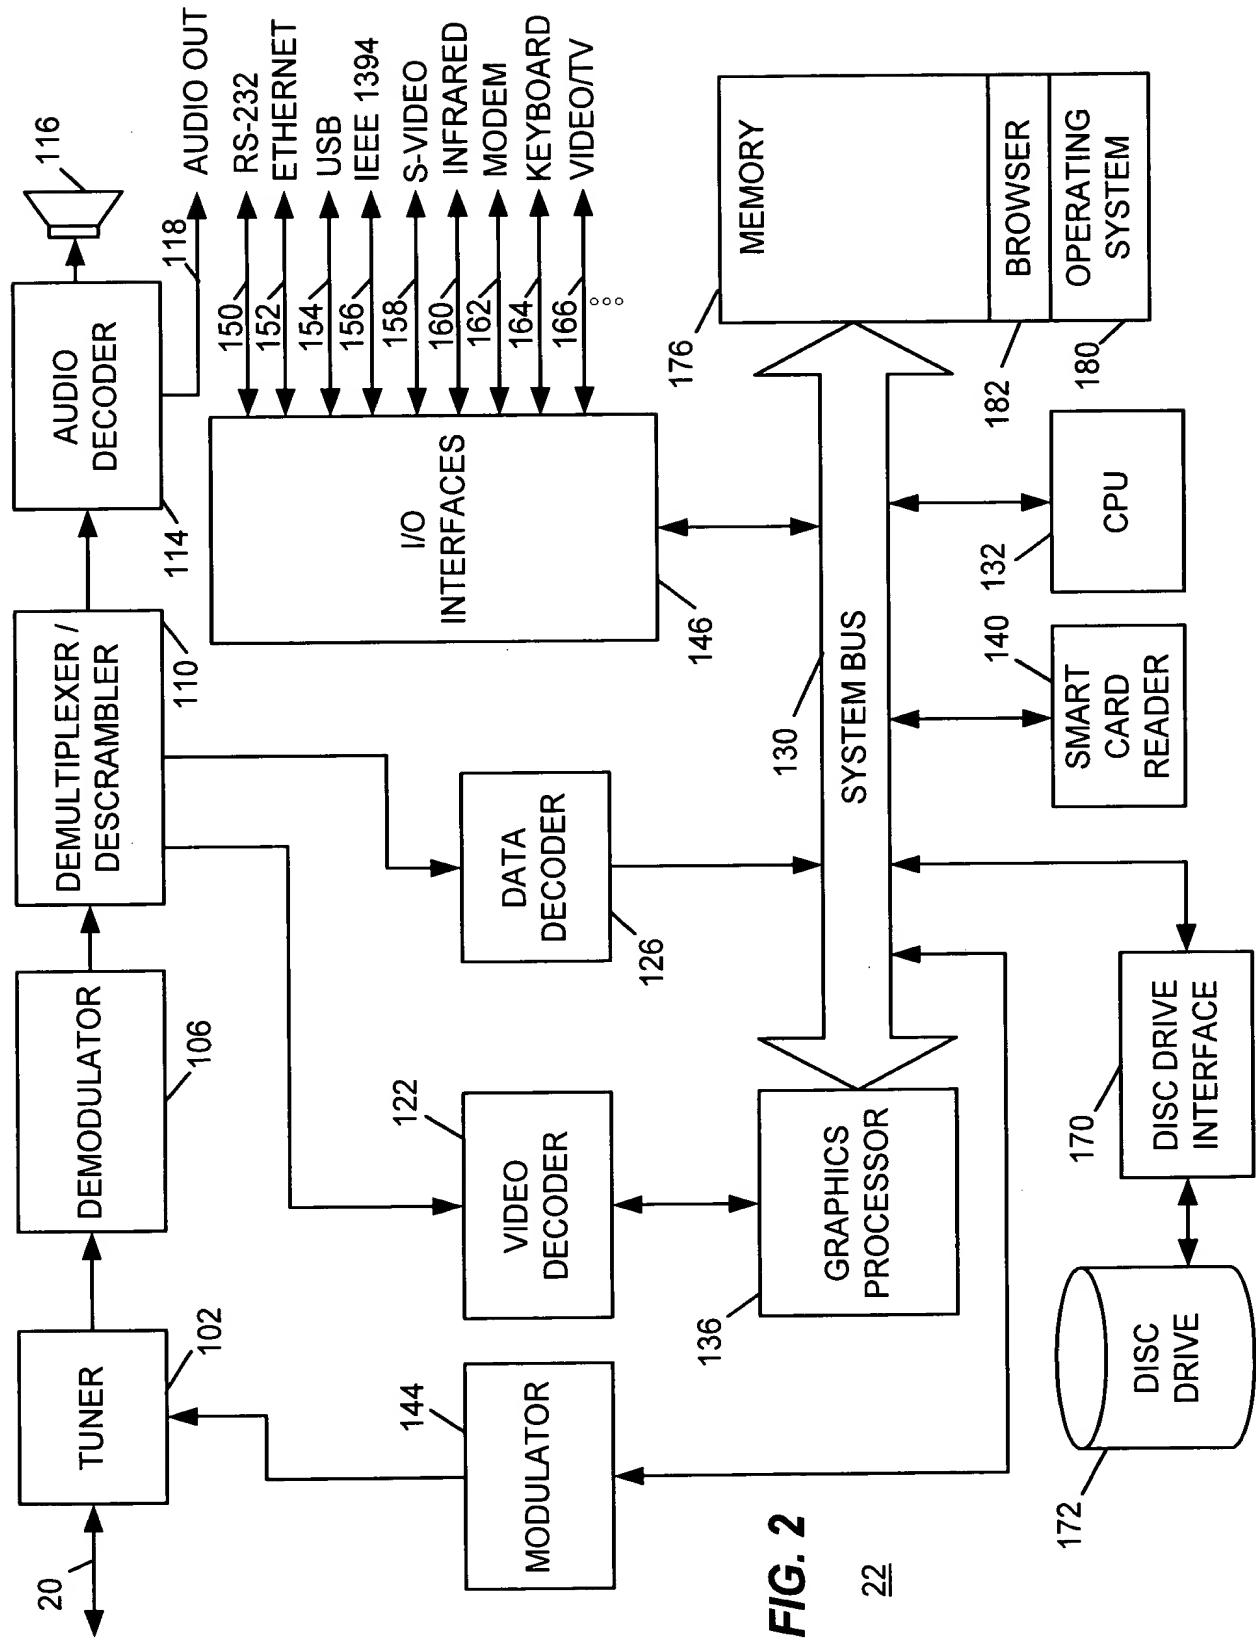 20
TUNER
102
DEMODULATOR
106
DEMULTIPLEXER /
DESCRAMBLER
110
AUDIO
DECODER
114
116
118
AUDIO OUT
MODULATOR
144
VIDEO
DECODER
122
DATA
DECODER
126
I/O
INTERFACES
146
150
RS-232
152
ETHERNET
154
USB
156
IEEE 1394
158
S-VIDEO
160
INFRARED
162
MODEM
164
KEYBOARD
166
VIDEO/TV
GRAPHICS
PROCESSOR
136
SYSTEM BUS
130
MEMORY
176
BROWSER
182
OPERATING
SYSTEM
180
DISC
DRIVE
172
DISC DRIVE
INTERFACE
170
SMART
CARD
READER
140
CPU
132
FIG. 2
22